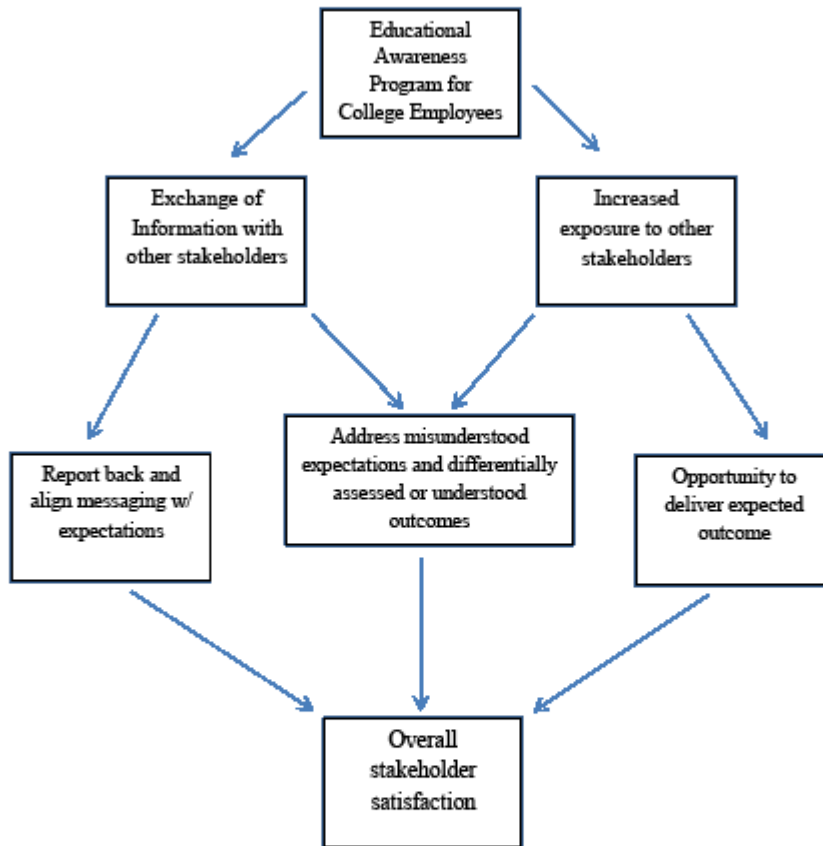 Educational
Awareness
Program for
College Employees
Exchange of
Information with
other stakeholders
Increased
exposure to other
stakeholders
Report back and
align messaging w/
expectations
Address misunderstood
expectations and differentially
assessed or understood
outcomes
Opportunity to
deliver expected
outcome
Overall
stakeholder
satisfaction